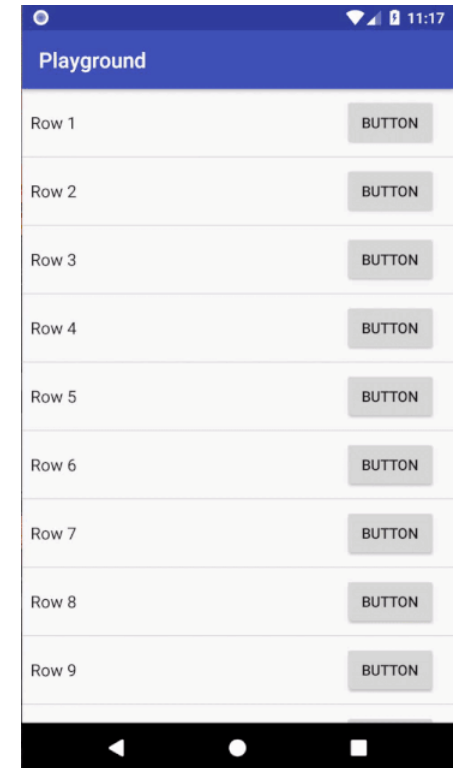 11:17
Playground
Row 1 BUTTON
Row 2 BUTTON
Row 3 BUTTON
Row 4 BUTTON
Row 5 BUTTON
Row 6 BUTTON
Row 7 BUTTON
Row 8 BUTTON
Row 9 BUTTON